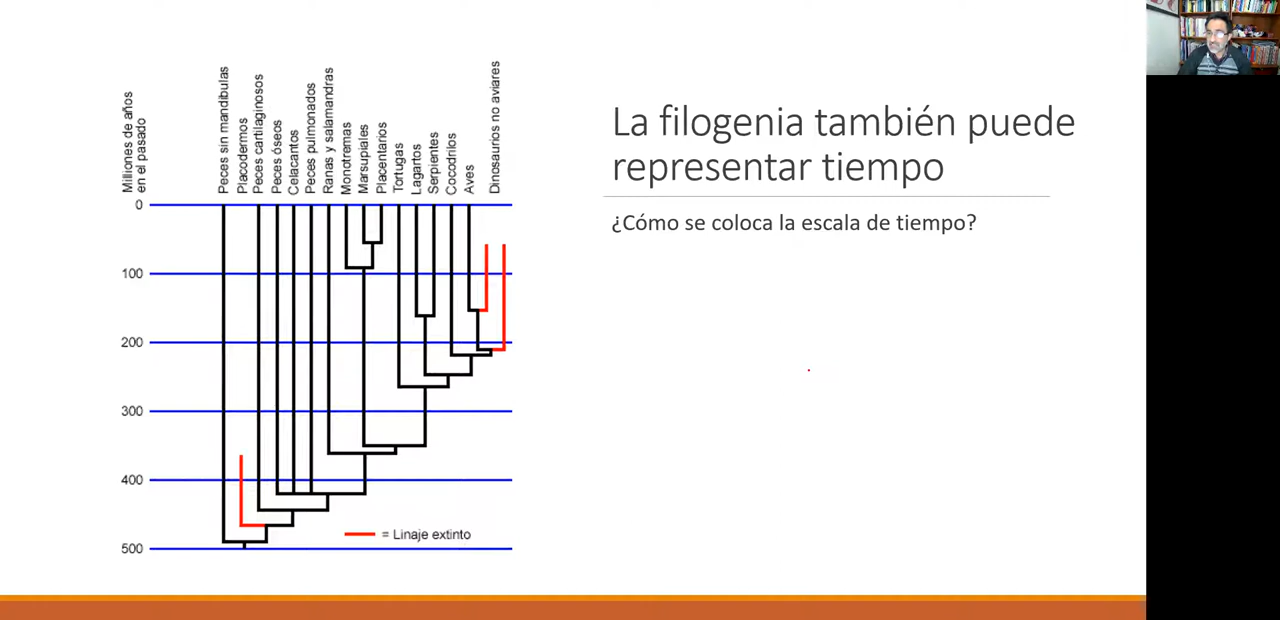 La filogenia también puede
representar tiempo
¿Cómo se coloca la escala de tiempo?
Milliones de años
en el pasado
Peces sin mandibulas
Placodermos
Peces cartilaginosos
Peces óseos
Celacantos
Peces pulmonados
Ranas y salamandras
Monotremas
Marsupiales
Placentarios
Tortugas
Lagartos
Serpientes
Cocodrilos
Aves
Dinosaurios no aviares
0
100
200
300
400
500
= Linaje extinto